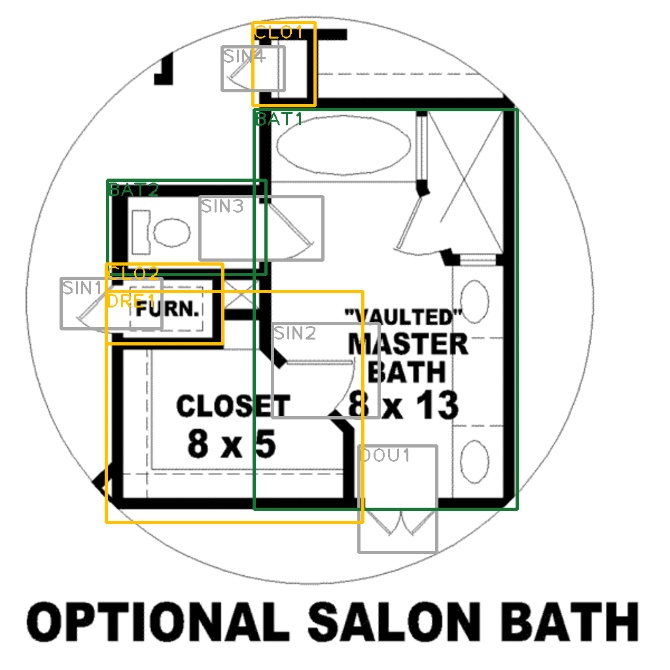 CLO1
SIN4
BAT1
BAT2
SIN3
CLO2
SIN1
DRE1
FURN.
"VAULTED"
SIN2
MASTER
BATH
8 x 13
CLOSET
8 x 5
DOU1
OPTIONAL SALON BATH